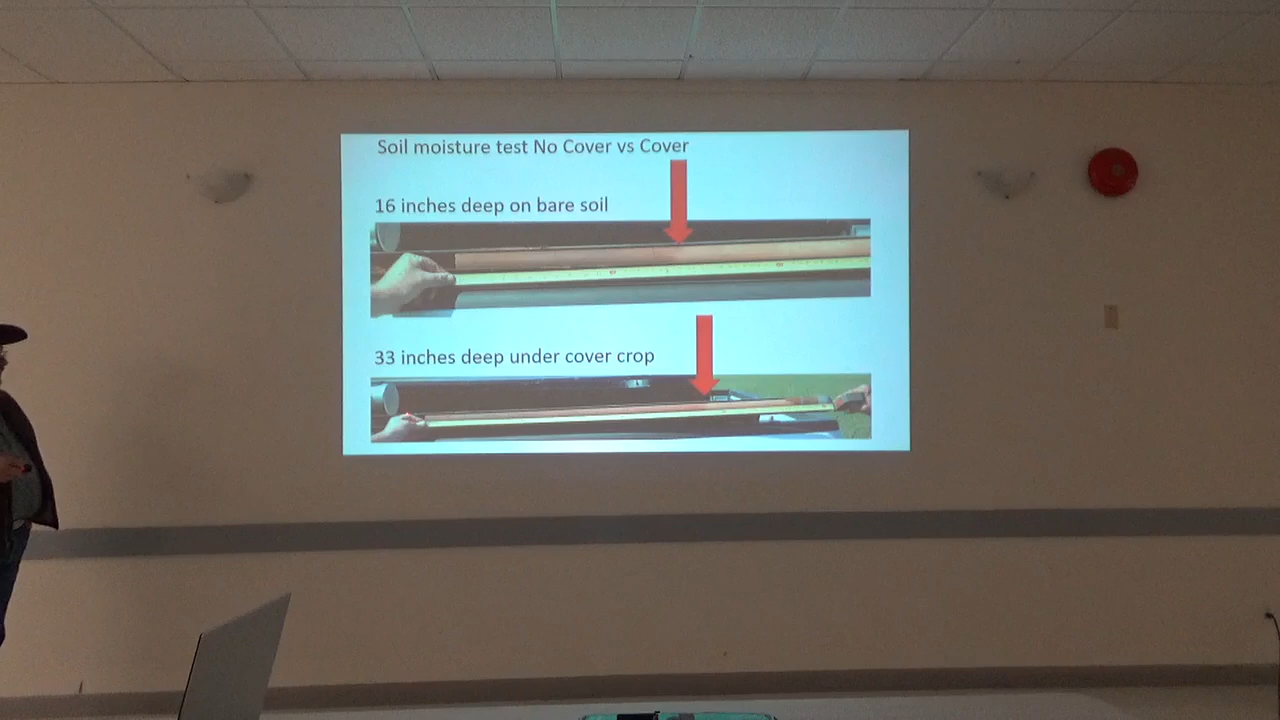 Soil moisture test No Cover vs Cover
16 inches deep on bare soil
33 inches deep under cover crop